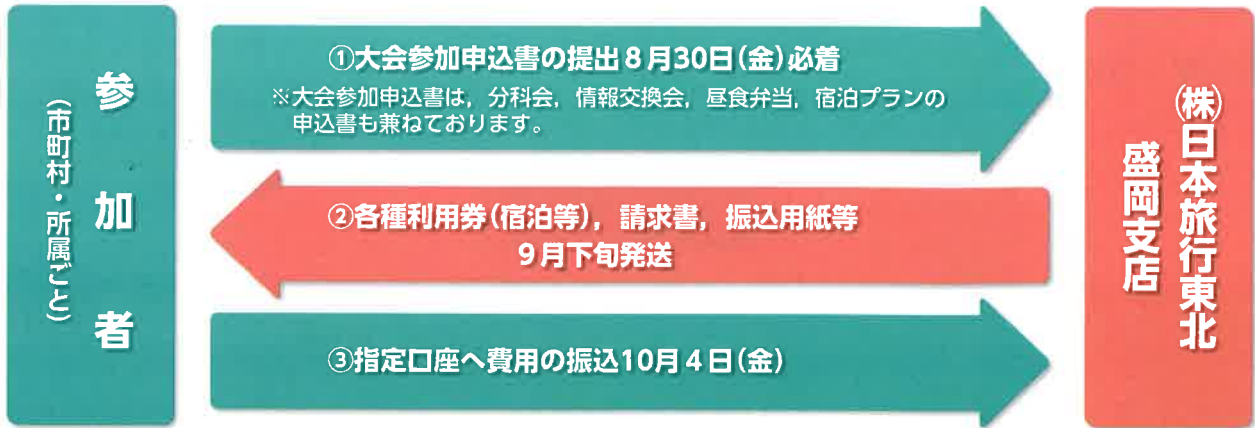 参加者
(市町村・所属ごと)
①大会参加申込書の提出８月30日(金)必着
※大会参加申込書は，分科会，情報交換会，昼食弁当，宿泊プランの
申込書も兼ねております。
②各種利用券(宿泊等)，請求書，振込用紙等
９月下旬発送
③指定口座へ費用の振込10月４日(金)
㈱日本旅行東北
盛岡支店